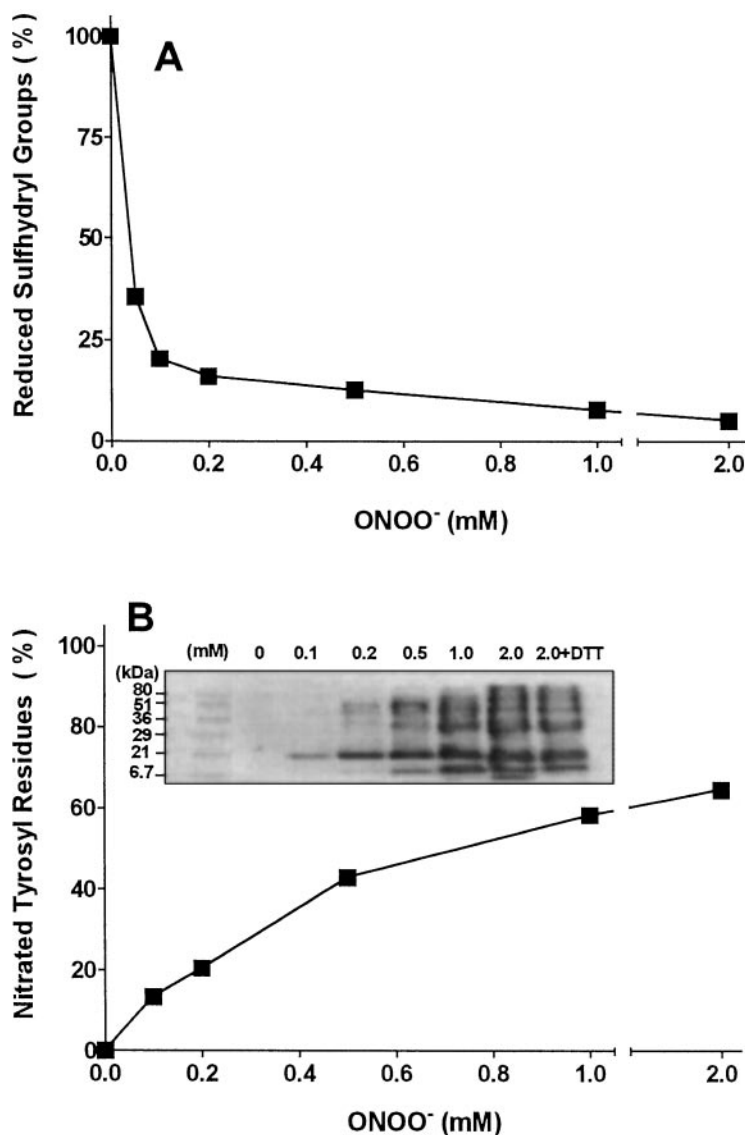 A
Reduced Sulfhydryl Groups ( % )
100
75
50
25
0
0.0 0.2 0.4 0.6 0.8 1.0 2.0
ONOO⁻ (mM)
B
Nitrated Tyrosyl Residues ( % )
100
80
60
40
20
0
(mM) 0 0.1 0.2 0.5 1.0 2.0 2.0+DTT
(kDa)
80
51
36
29
21
6.7
0.0 0.2 0.4 0.6 0.8 1.0 2.0
ONOO⁻ (mM)